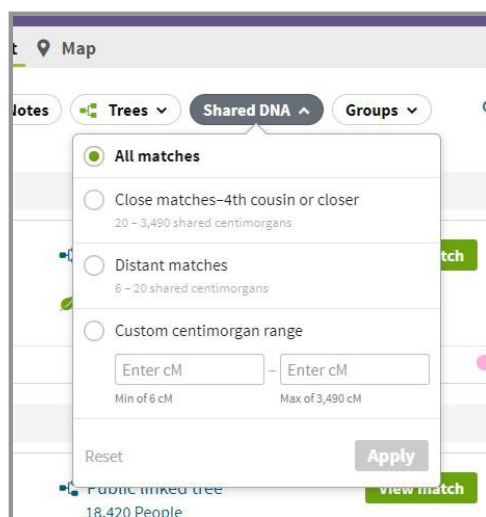 Map
Notes Trees Shared DNA Groups
All matches
Close matches–4th cousin or closer
20 – 3,490 shared centimorgans
Distant matches
6 – 20 shared centimorgans
Custom centimorgan range
Enter cM – Enter cM
Min of 6 cM Max of 3,490 cM
Reset Apply
Public linked tree View match
18,420 People